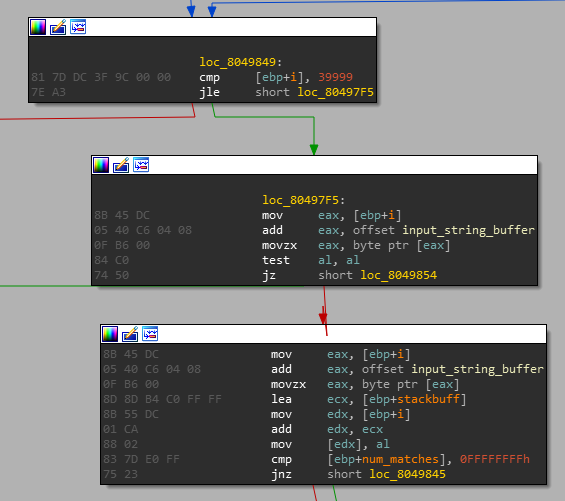 loc_8049849:
81 7D DC 3F 9C 00 00 cmp [ebp+i], 39999
7E A3 jle short loc_80497F5
loc_80497F5:
8B 45 DC mov eax, [ebp+i]
05 40 C6 04 08 add eax, offset input_string_buffer
0F B6 00 movzx eax, byte ptr [eax]
84 C0 test al, al
74 50 jz short loc_8049854
8B 45 DC mov eax, [ebp+i]
05 40 C6 04 08 add eax, offset input_string_buffer
0F B6 00 movzx eax, byte ptr [eax]
8D 8D B4 C0 FF FF lea ecx, [ebp+stackbuff]
8B 55 DC mov edx, [ebp+i]
01 CA add edx, ecx
88 02 mov [edx], al
83 7D E0 FF cmp [ebp+num_matches], 0FFFFFFFFh
75 23 jnz short loc_8049845